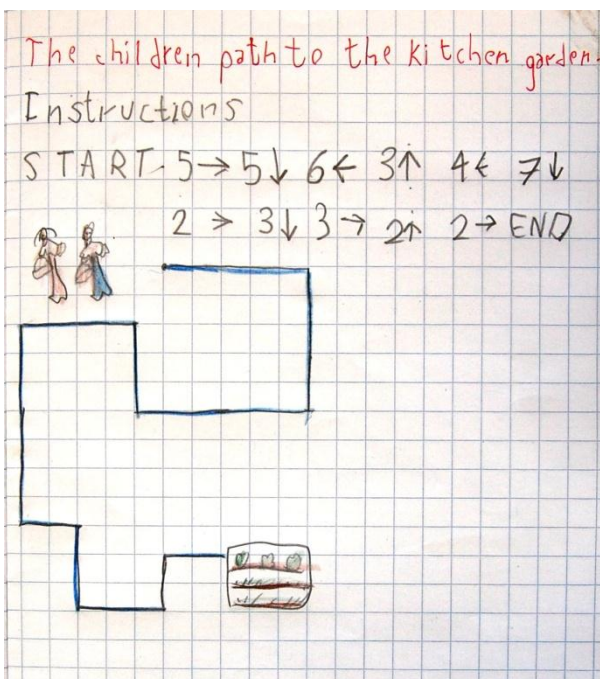 The children path to the kitchen garden.
Instructions
START. 5→ 5↓ 6← 3↑ 4← 7↓
2 → 3↓ 3→ 2↑ 2→ END